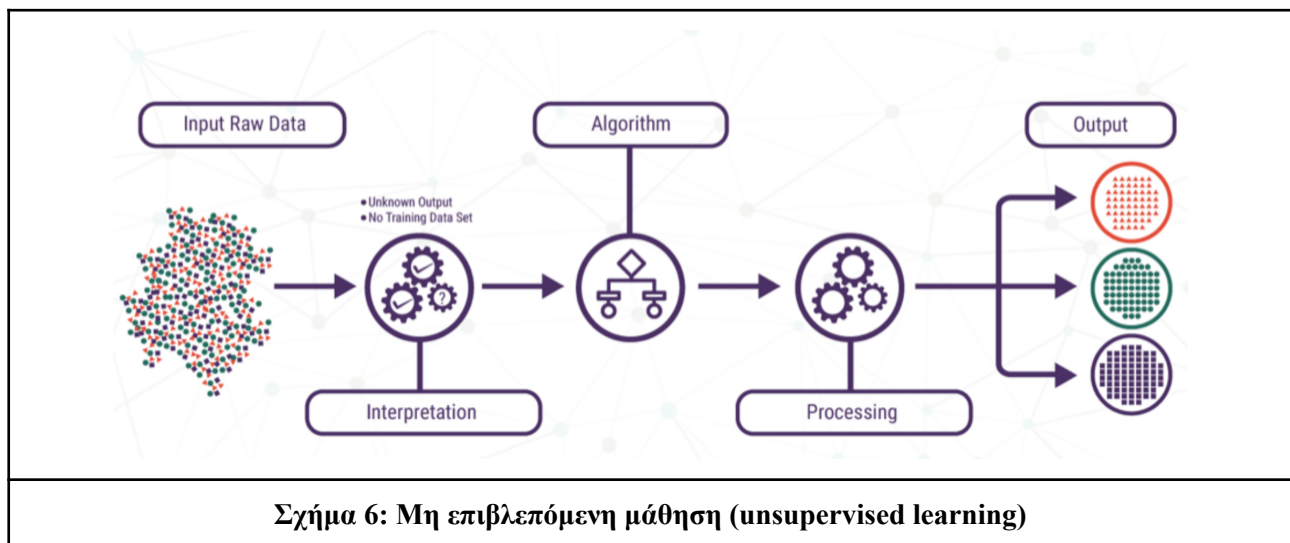 Input Raw Data
Algorithm
Output
• Unknown Output
• No Training Data Set
?
Interpretation
Processing
Σχήμα 6: Μη επιβλεπόμενη μάθηση (unsupervised learning)